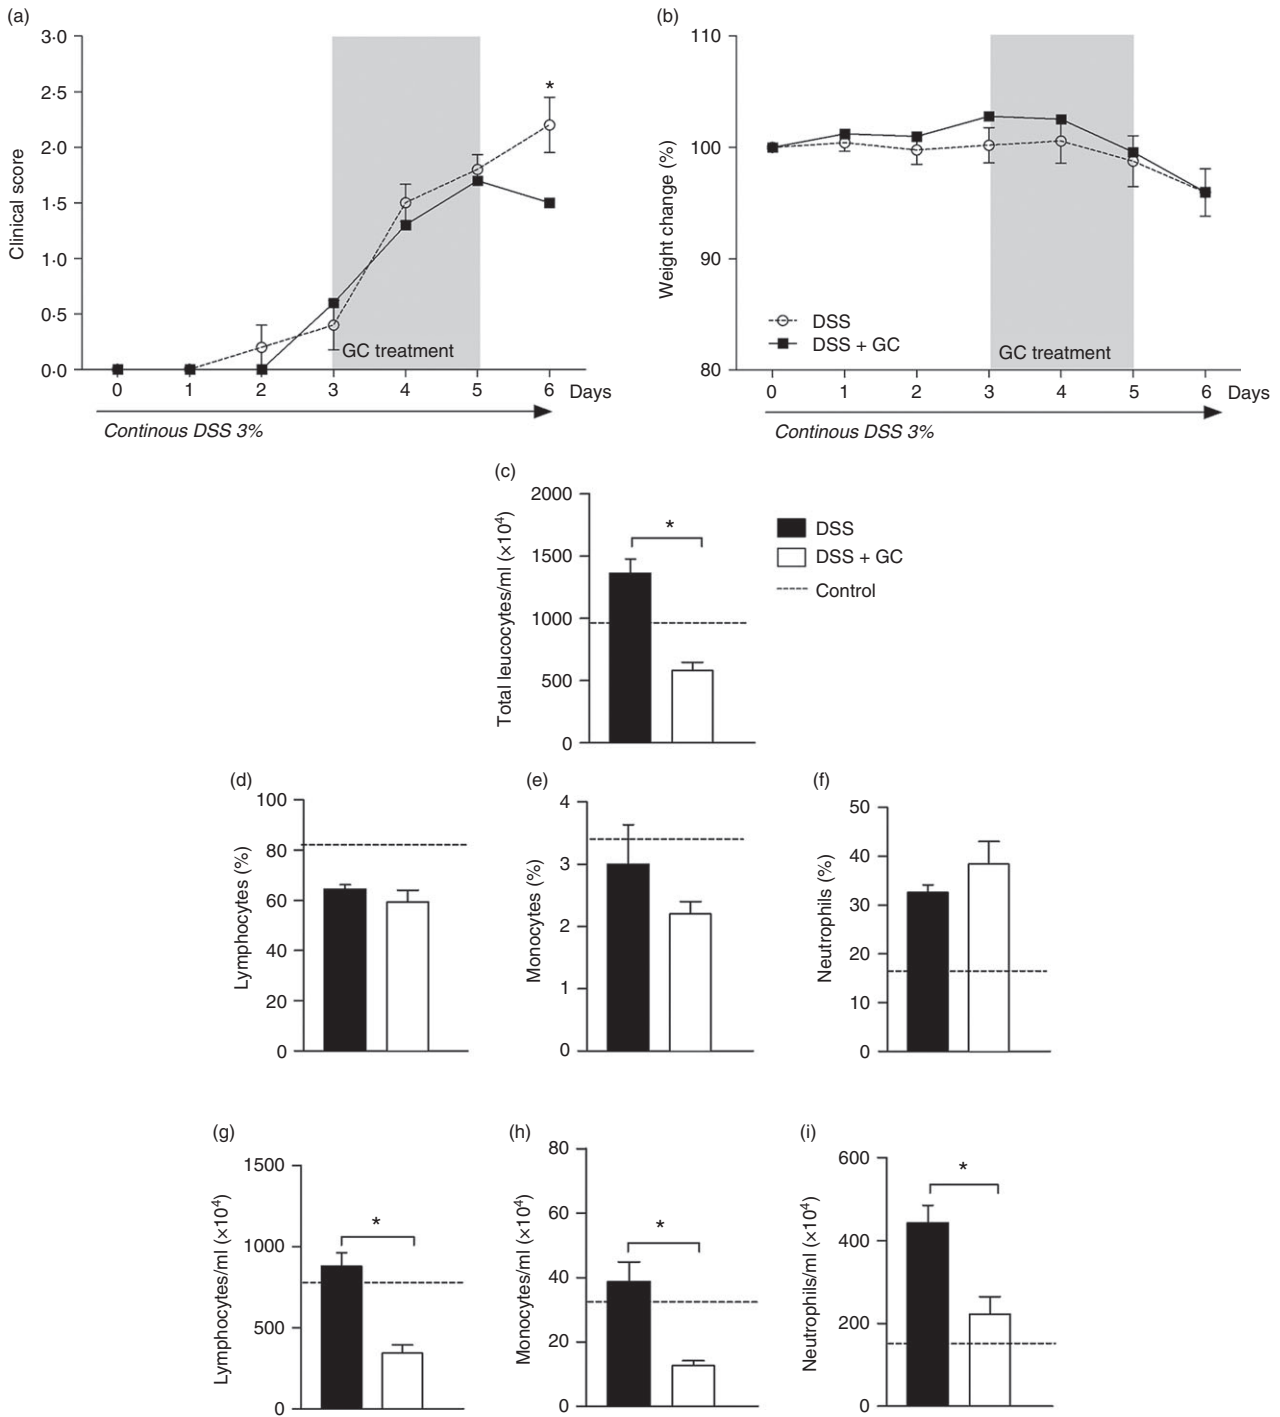 (a)
3·0
2·5
2·0
1·5
1·0
0·5
0·0
Clinical score
*
GC treatment
0 1 2 3 4 5 6 Days
Continous DSS 3%
(b)
110
100
90
80
Weight change (%)
DSS
DSS + GC
GC treatment
0 1 2 3 4 5 6 Days
Continous DSS 3%
(c)
2000
1500
1000
500
0
Total leucocytes/ml (×10⁴)
*
DSS
DSS + GC
Control
(d)
100
80
60
40
20
0
Lymphocytes (%)
(e)
4
3
2
1
0
Monocytes (%)
(f)
50
40
30
20
10
0
Neutrophils (%)
(g)
1500
1000
500
0
Lymphocytes/ml (×10⁴)
*
(h)
80
60
40
20
0
Monocytes/ml (×10⁴)
*
(i)
600
400
200
0
Neutrophils/ml (×10⁴)
*